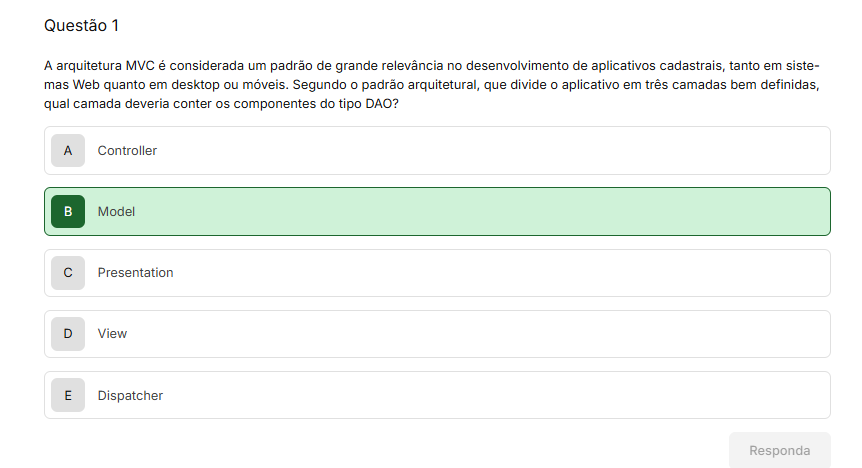 Questão 1
A arquitetura MVC é considerada um padrão de grande relevância no desenvolvimento de aplicativos cadastrais, tanto em siste-
mas Web quanto em desktop ou móveis. Segundo o padrão arquitetural, que divide o aplicativo em três camadas bem definidas,
qual camada deveria conter os componentes do tipo DAO?
A Controller
B Model
C Presentation
D View
E Dispatcher
Responda